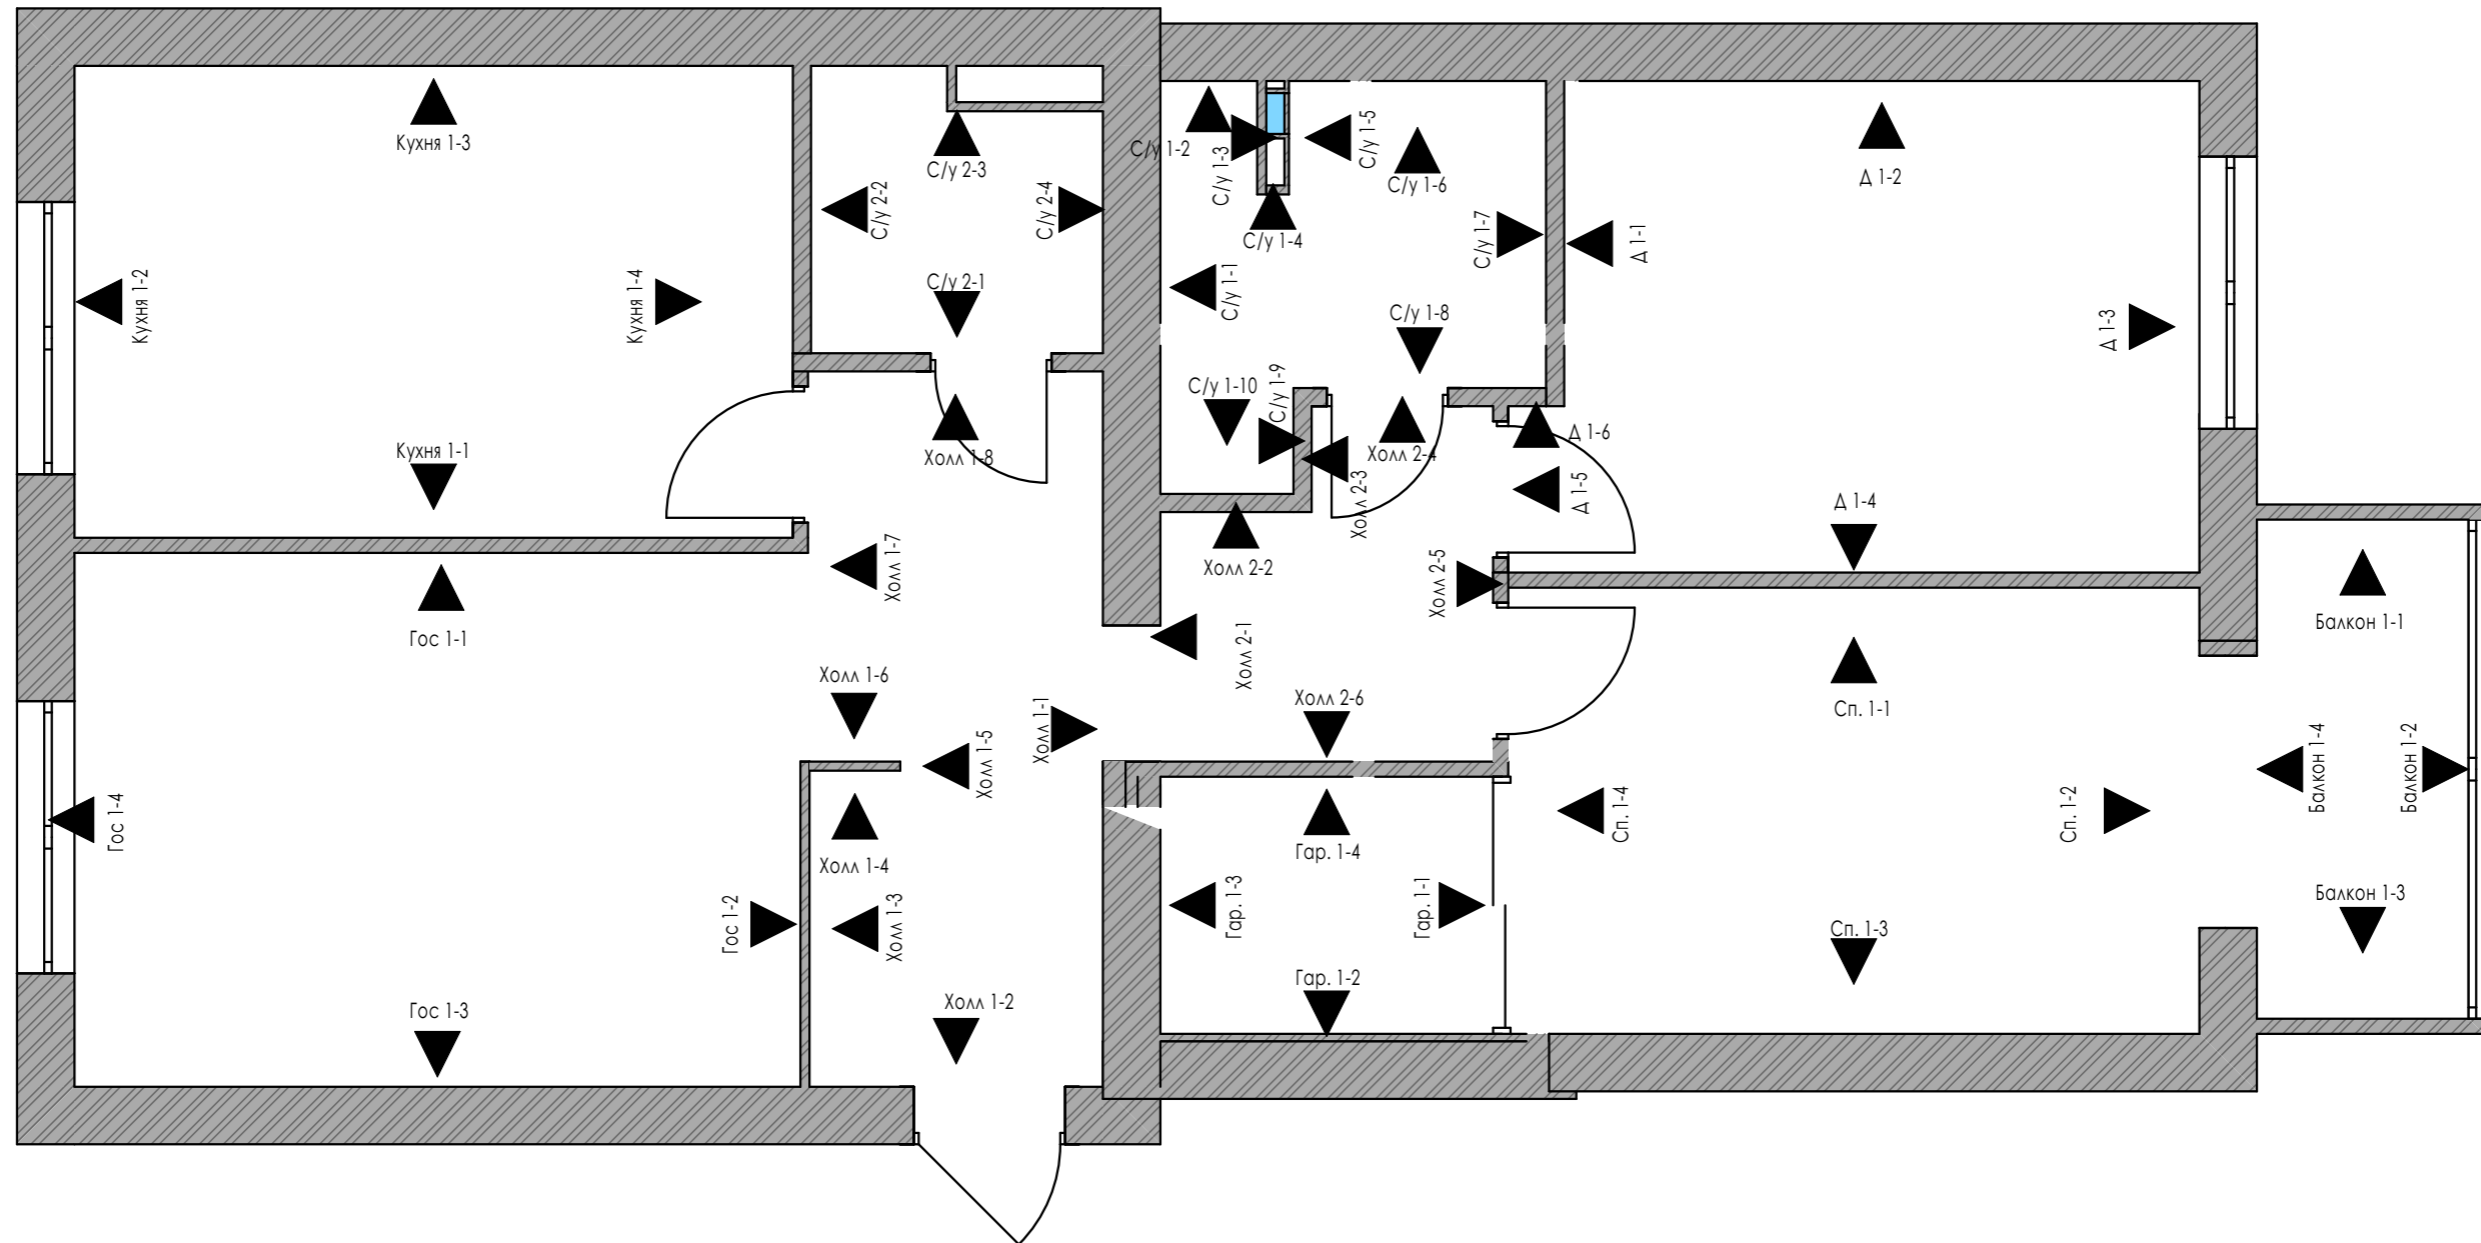 Кухня 1-3
Кухня 1-2
Кухня 1-4
Кухня 1-1
С/у 2-3
С/у 2-2
С/у 2-4
С/у 2-1
С/у 1-2
С/у 1-3
С/у 1-5
С/у 1-6
С/у 1-4
С/у 1-7
С/у 1-1
С/у 1-8
С/у 1-10
С/у 1-9
Д 1-2
Д 1-1
Д 1-3
Д 1-6
Д 1-5
Д 1-4
Холл 1-8
Холл 2-4
Холл 2-3
Холл 2-2
Холл 2-5
Холл 1-7
Холл 2-1
Холл 1-6
Холл 1-1
Холл 1-5
Холл 2-6
Холл 1-4
Холл 1-3
Холл 1-2
Гос 1-1
Гос 1-4
Гос 1-2
Гос 1-3
Гар. 1-4
Гар. 1-3
Гар. 1-1
Гар. 1-2
Сп. 1-1
Сп. 1-4
Сп. 1-2
Сп. 1-3
Балкон 1-1
Балкон 1-4
Балкон 1-2
Балкон 1-3